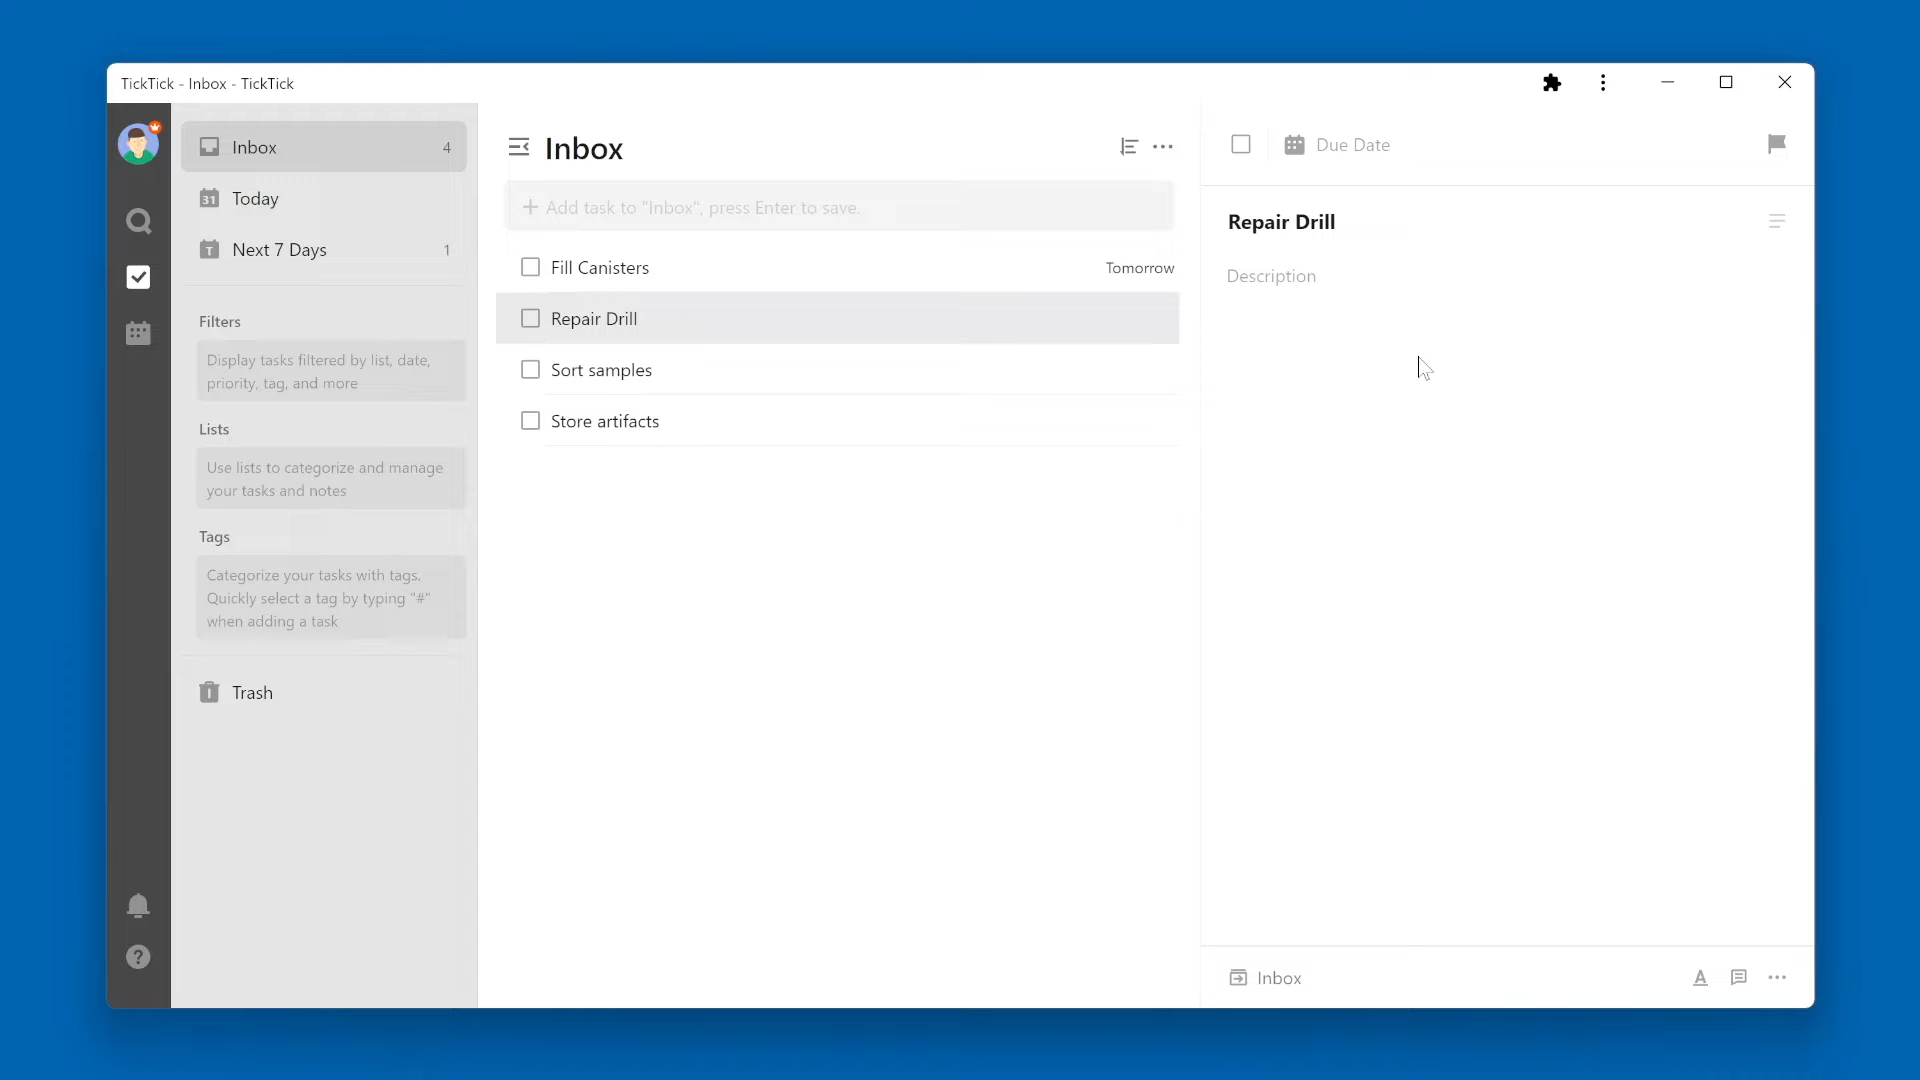 TickTick - Inbox - TickTick
Inbox 4
31 Today
T Next 7 Days 1
Filters
Display tasks filtered by list, date,
priority, tag, and more
Lists
Use lists to categorize and manage
your tasks and notes
Tags
Categorize your tasks with tags.
Quickly select a tag by typing "#"
when adding a task
Trash
?
Inbox
+ Add task to "Inbox", press Enter to save.
Fill Canisters Tomorrow
Repair Drill
Sort samples
Store artifacts
Due Date
Repair Drill
Description
Inbox A